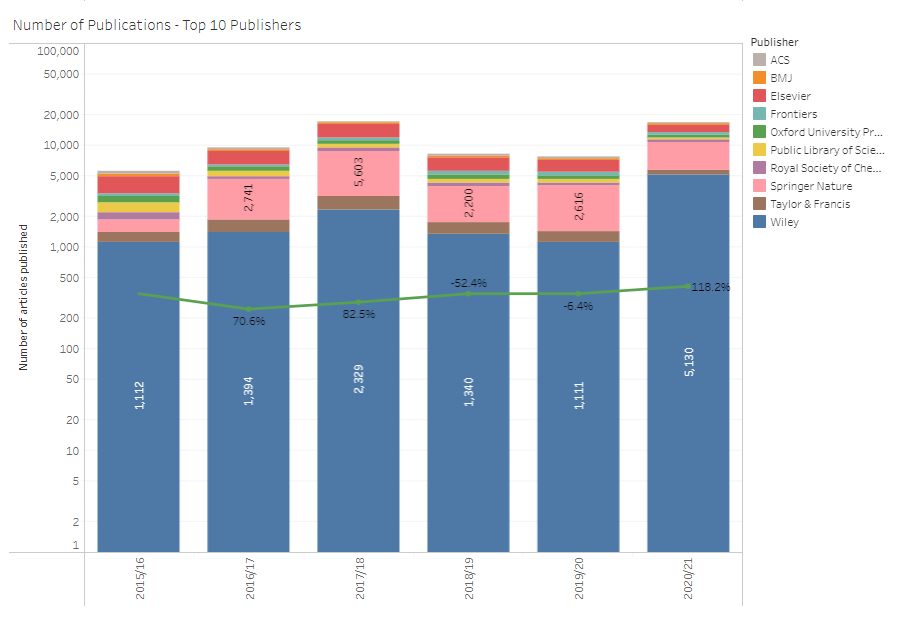 Number of Publications - Top 10 Publishers
Publisher
ACS
BMJ
Elsevier
Frontiers
Oxford University Pr...
Public Library of Scie...
Royal Society of Che...
Springer Nature
Taylor & Francis
Wiley
Number of articles published
100,000
50,000
20,000
10,000
5,000
2,000
1,000
500
200
100
50
20
10
5
2
1
2,741
5,603
2,200
2,616
70.6%
82.5%
-52.4%
-6.4%
118.2%
1,112
1,394
2,329
1,340
1,111
5,130
2015/16
2016/17
2017/18
2018/19
2019/20
2020/21